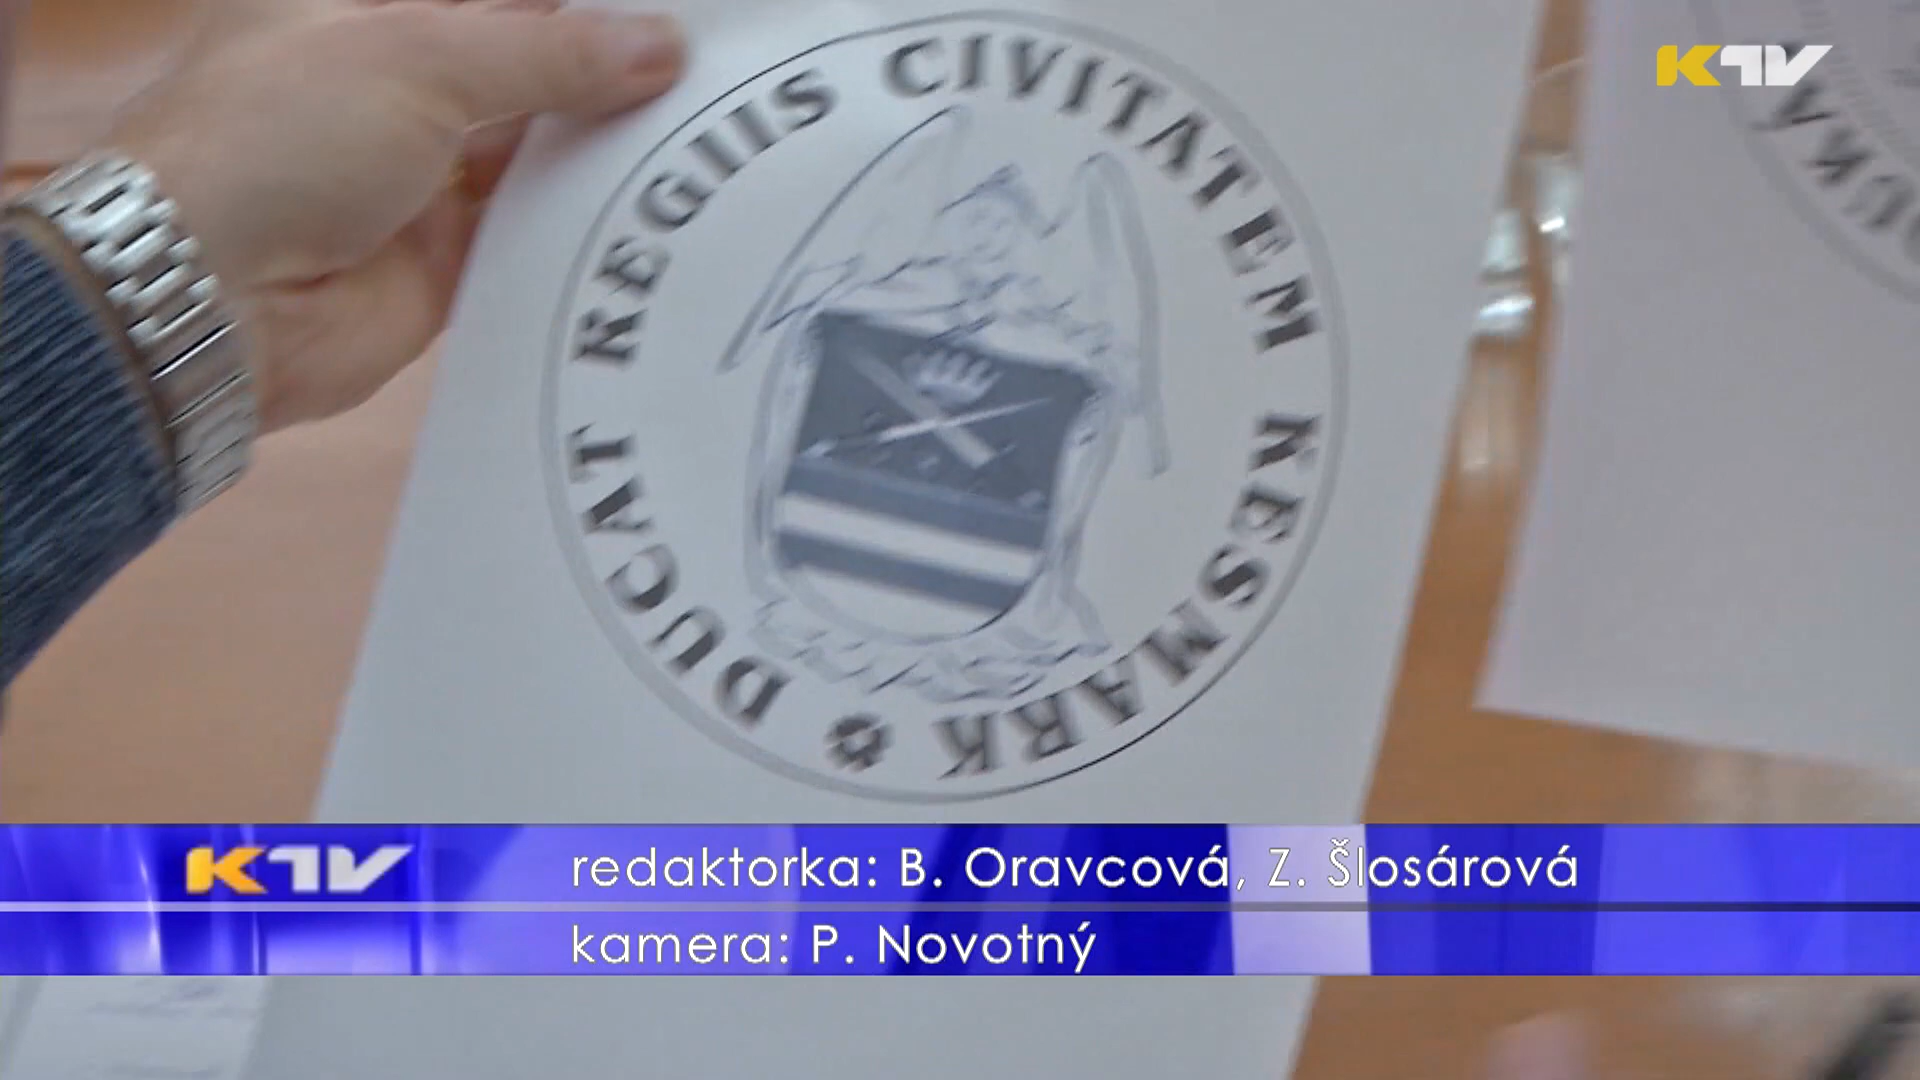 KTV
DUCAT REGIIS CIVITATEM KESMARK
KTV
redaktorka: B. Oravcová, Z. Šlosárová
kamera: P. Novotný